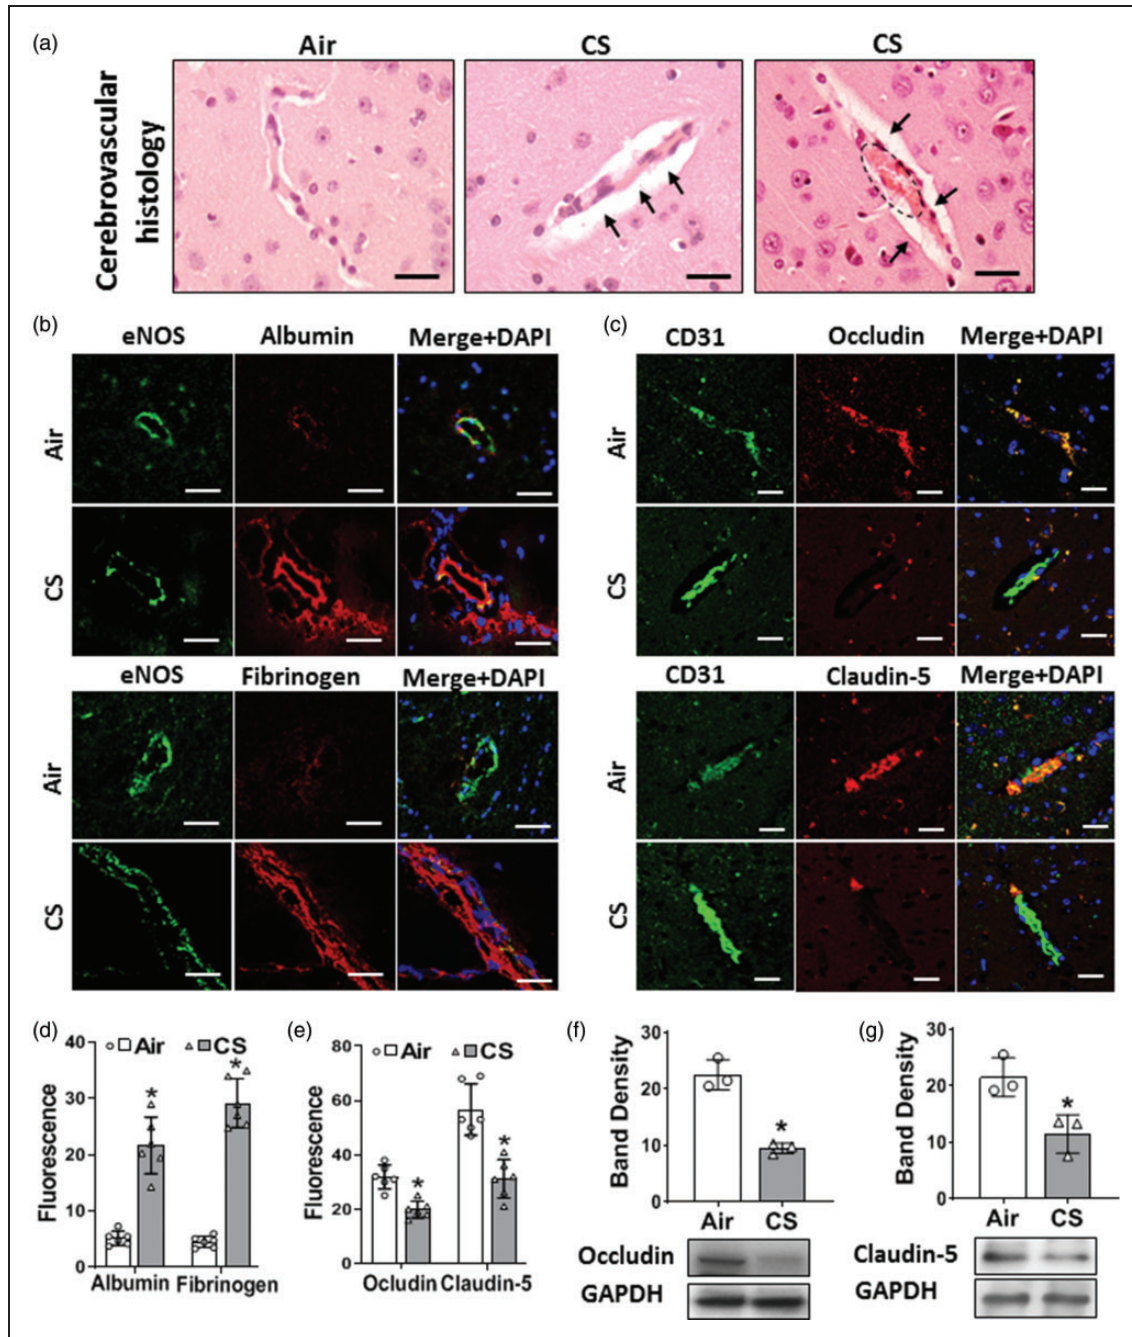 (a)
Air
CS
CS
Cerebrovascular
histology
(b)
eNOS
Albumin
Merge+DAPI
Air
CS
eNOS
Fibrinogen
Merge+DAPI
Air
CS
(c)
CD31
Occludin
Merge+DAPI
Air
CS
CD31
Claudin-5
Merge+DAPI
Air
CS
(d)
Air
CS
Fluorescence
40
30
20
10
0
*
*
Albumin
Fibrinogen
(e)
Air
CS
Fluorescence
80
60
40
20
0
*
*
Ocludin
Claudin-5
(f)
Band Density
30
20
10
0
*
Air
CS
Occludin
GAPDH
(g)
Band Density
30
20
10
0
*
Air
CS
Claudin-5
GAPDH